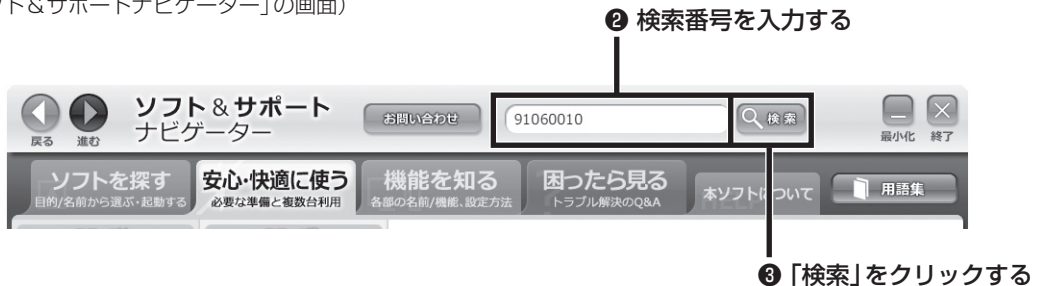 ト＆サポートナビゲーター」の画面）
❷ 検索番号を入力する
戻る
進む
ソフト＆サポート
ナビゲーター
お問い合わせ
91060010
検索
最小化
終了
ソフトを探す
目的/名前から選ぶ・起動する
安心・快適に使う
必要な準備と複数台利用
機能を知る
各部の名前/機能、設定方法
困ったら見る
トラブル解決のQ&A
本ソフトについて
用語集
❸「検索」をクリックする